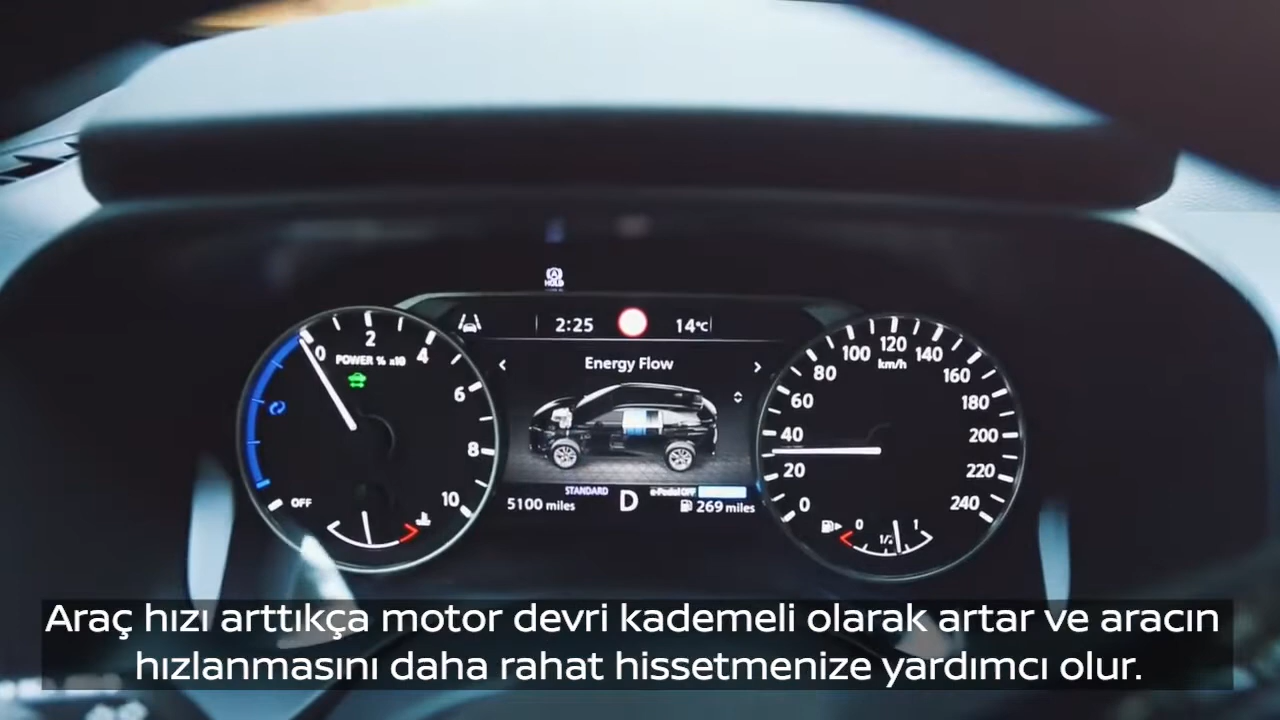 HOLD
2:25
14°C
Energy Flow
0
2
4
6
8
10
POWER % x10
OFF
STANDARD
e-Pedal OFF
5100 miles
D
269 miles
0
20
40
60
80
100
120
140
160
180
200
220
240
km/h
0
1/2
1
Araç hızı arttıkça motor devri kademeli olarak artar ve aracın
hızlanmasını daha rahat hissetmenize yardımcı olur.